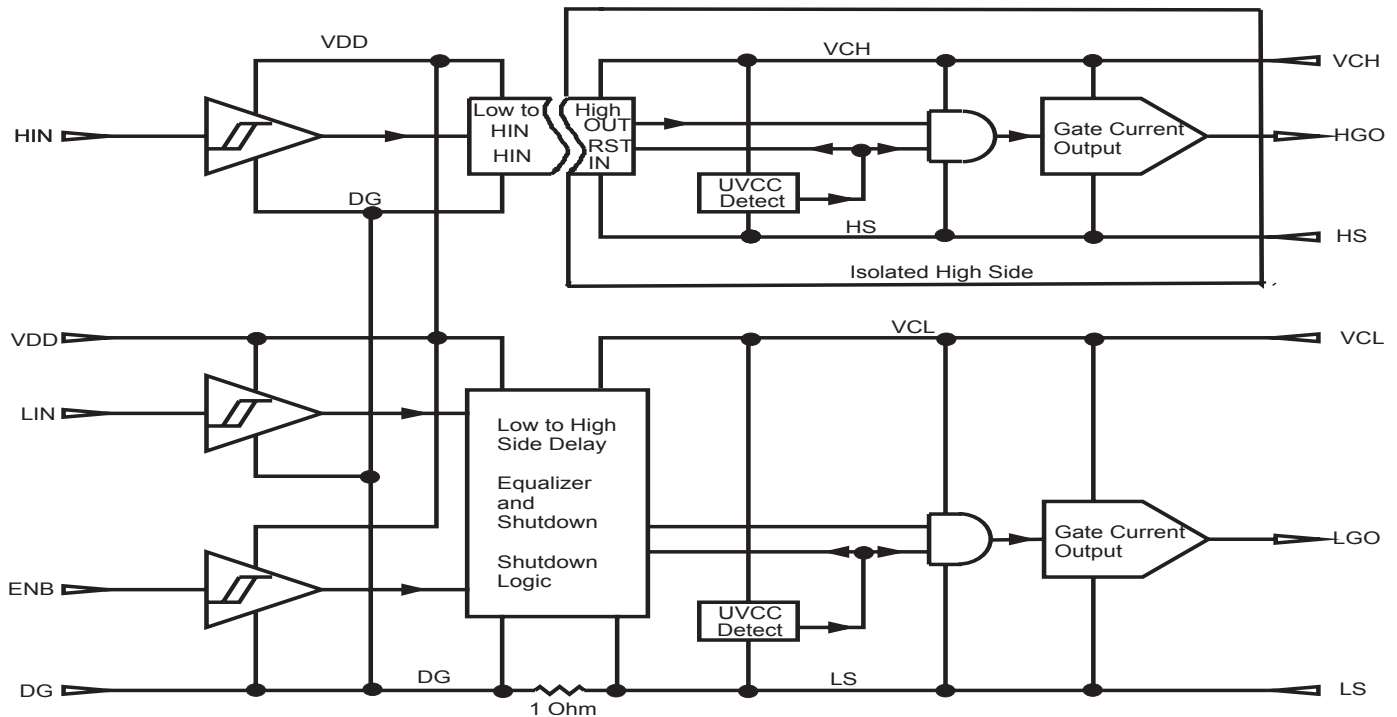 VDD
VCH
VCH
HIN
Low to
HIN
HIN
High
OUT
RST
IN
Gate Current
Output
HGO
UVCC
Detect
DG
HS
HS
Isolated High Side
VDD
VCL
VCL
LIN
Low to High
Side Delay
Equalizer
and
Shutdown
Shutdown
Logic
Gate Current
Output
LGO
ENB
UVCC
Detect
DG
DG
LS
LS
1 Ohm